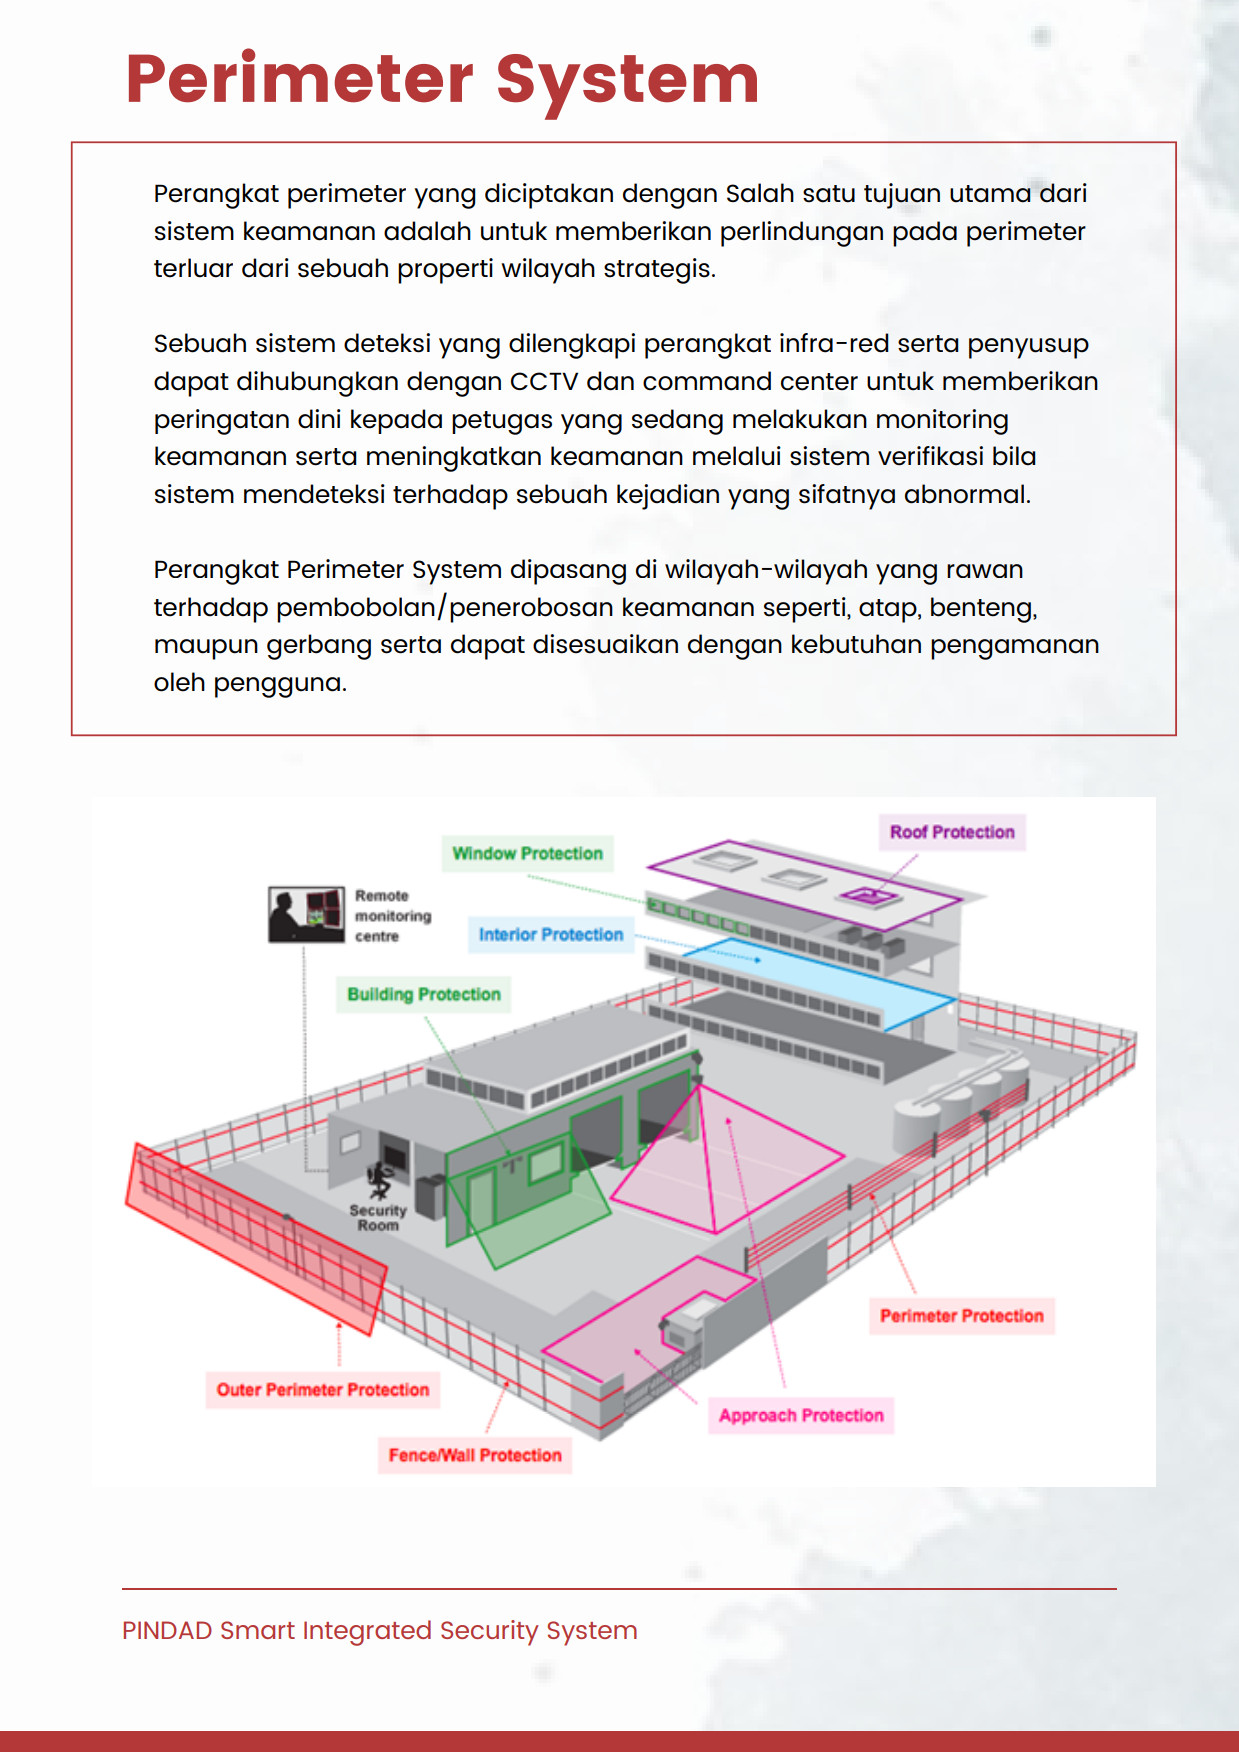 Perimeter System
Perangkat perimeter yang diciptakan dengan Salah satu tujuan utama dari
sistem keamanan adalah untuk memberikan perlindungan pada perimeter
terluar dari sebuah properti wilayah strategis.
Sebuah sistem deteksi yang dilengkapi perangkat infra-red serta penyusup
dapat dihubungkan dengan CCTV dan command center untuk memberikan
peringatan dini kepada petugas yang sedang melakukan monitoring
keamanan serta meningkatkan keamanan melalui sistem verifikasi bila
sistem mendeteksi terhadap sebuah kejadian yang sifatnya abnormal.
Perangkat Perimeter System dipasang di wilayah-wilayah yang rawan
terhadap pembobolan/penerobosan keamanan seperti, atap, benteng,
maupun gerbang serta dapat disesuaikan dengan kebutuhan pengamanan
oleh pengguna.
Roof Protection
Window Protection
Remote
monitoring
centre
Interior Protection
Building Protection
Security
Room
Perimeter Protection
Outer Perimeter Protection
Approach Protection
Fence/Wall Protection
PINDAD Smart Integrated Security System